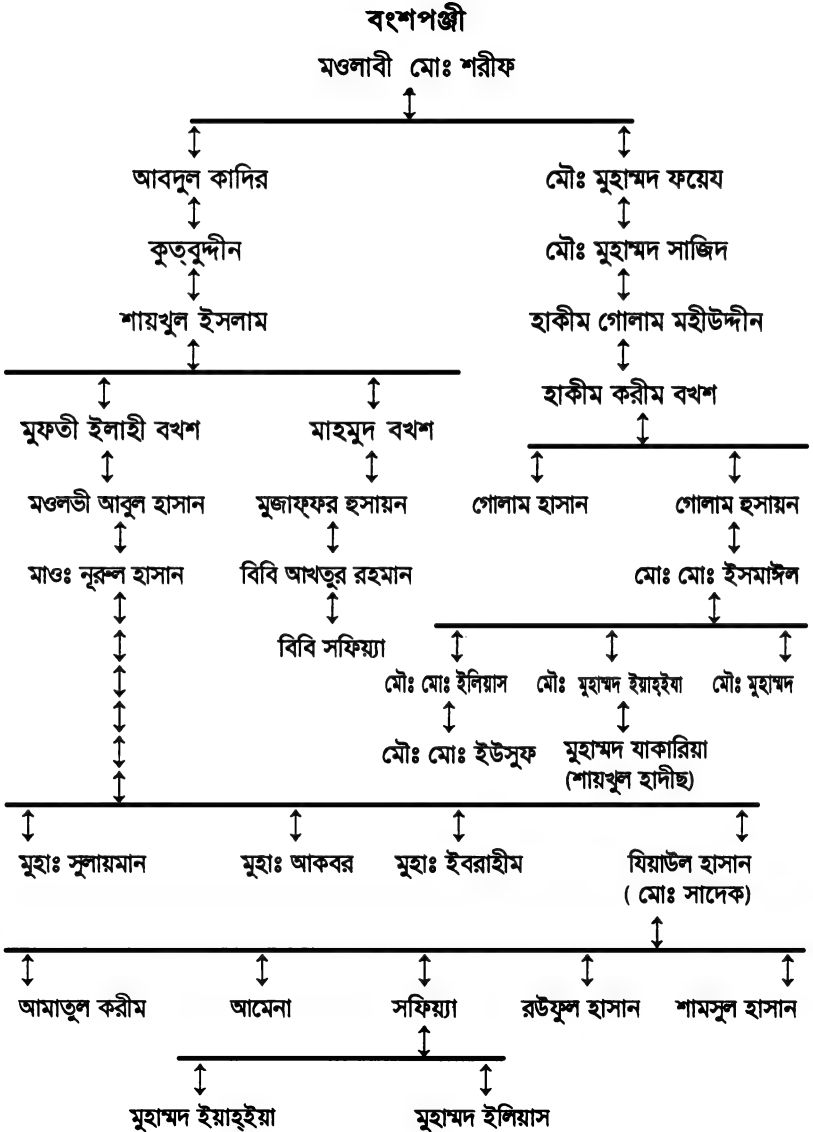 বংশপঞ্জী
মওলাবী মোঃ শরীফ
আবদুল কাদির মৌঃ মুহাম্মদ ফয়েয
কুত্বুদ্দীন মৌঃ মুহাম্মদ সাজিদ
শায়খুল ইসলাম হাকীম গোলাম মহীউদ্দীন
হাকীম করীম বখশ
মুফতী ইলাহী বখশ মাহমুদ বখশ
মওলভী আবুল হাসান মুজাফ্ফর হুসায়ন গোলাম হাসান গোলাম হুসায়ন
মাওঃ নূরুল হাসান বিবি আখতুর রহমান মোঃ মোঃ ইসমাঈল
বিবি সফিয়্যা
মৌঃ মোঃ ইলিয়াস মৌঃ মুহাম্মদ ইয়াহ্ইযা মৌঃ মুহাম্মদ
মৌঃ মোঃ ইউসুফ মুহাম্মদ যাকারিয়া
(শায়খুল হাদীছ)
মুহাঃ সুলায়মান মুহাঃ আকবর মুহাঃ ইবরাহীম যিয়াউল হাসান
( মোঃ সাদেক)
আমাতুল করীম আমেনা সফিয়্যা রউফুল হাসান শামসুল হাসান
মুহাম্মদ ইয়াহ্ইয়া মুহাম্মদ ইলিয়াস